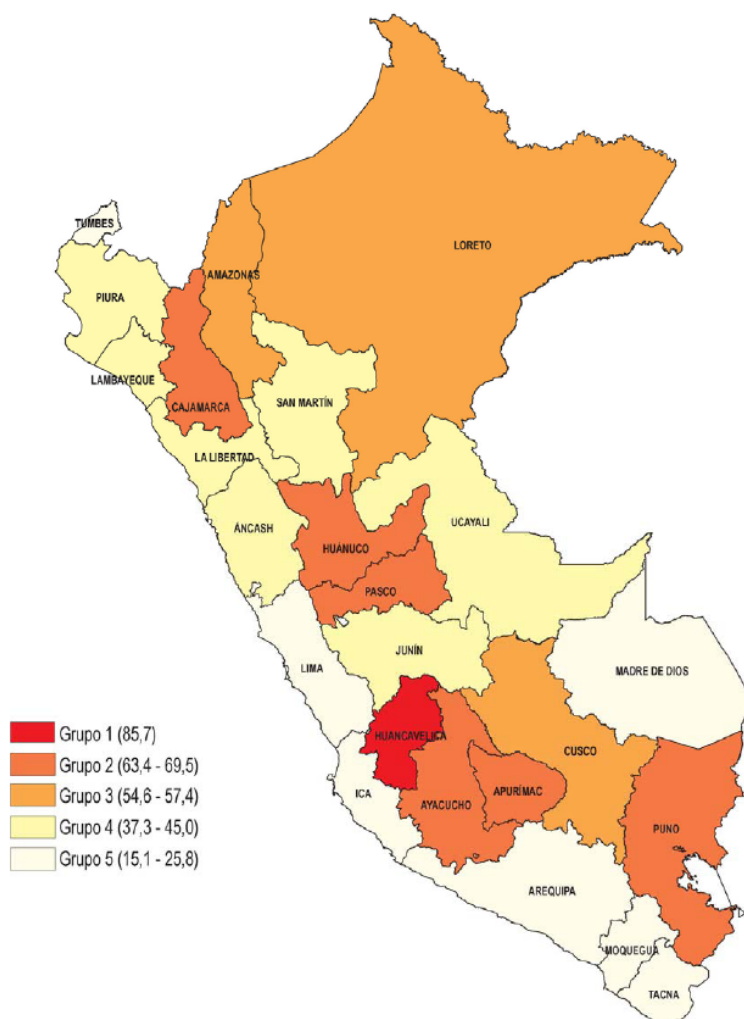 TUMBES
LORETO
AMAZONAS
PIURA
LAMBAYEQUE
CAJAMARCA
SAN MARTÍN
LA LIBERTAD
ÁNCASH
UCAYALI
HUÁNUCO
PASCO
LIMA
JUNÍN
MADRE DE DIOS
HUANCAVELICA
CUSCO
ICA
APURÍMAC
AYACUCHO
PUNO
AREQUIPA
MOQUEGUA
TACNA
Grupo 1 (85,7)
Grupo 2 (63,4 - 69,5)
Grupo 3 (54,6 - 57,4)
Grupo 4 (37,3 - 45,0)
Grupo 5 (15,1 - 25,8)